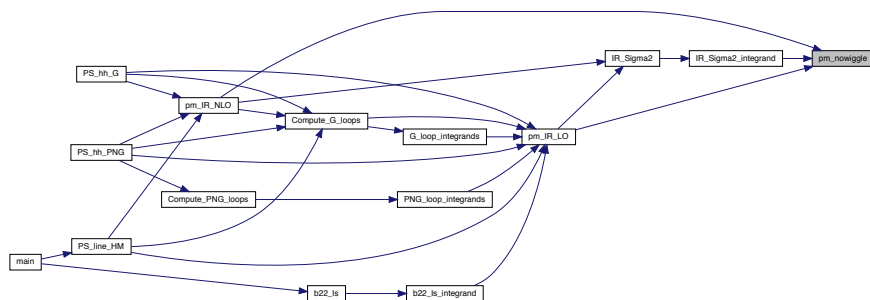 pm_nowiggle
IR_Sigma2
IR_Sigma2_integrand
PS_hh_G
pm_IR_NLO
Compute_G_loops
G_loop_integrands
pm_IR_LO
PS_hh_PNG
Compute_PNG_loops
PNG_loop_integrands
PS_line_HM
main
b22_ls
b22_ls_integrand